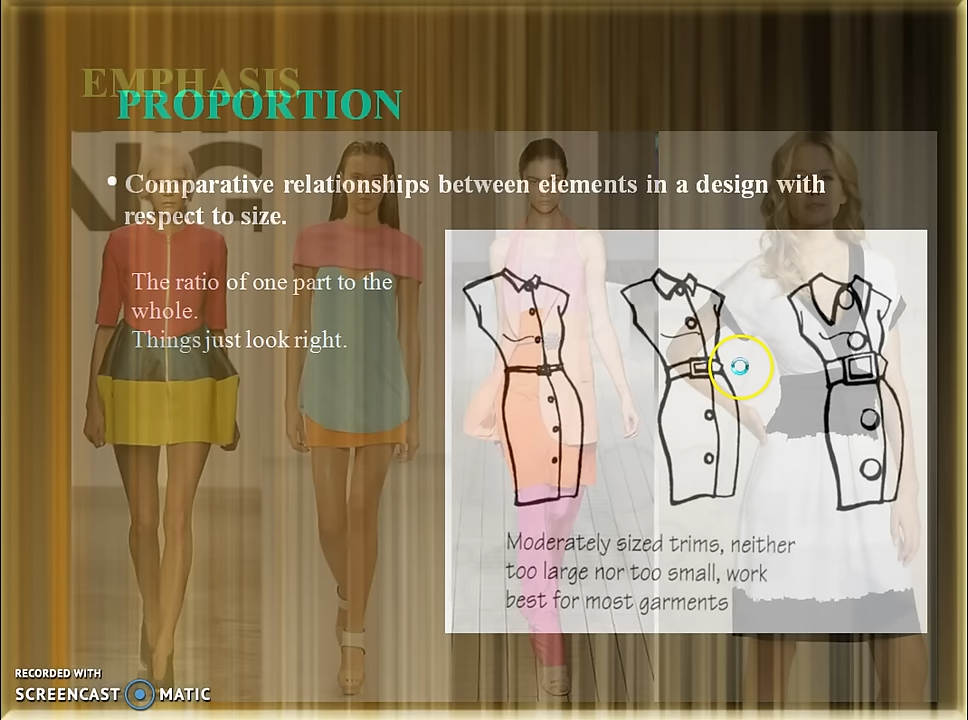 EMPHASIS
PROPORTION
• Comparative relationships between elements in a design with
respect to size.
The ratio of one part to the
whole.
Things just look right.
Moderately sized trims, neither
too large nor too small, work
best for most garments
RECORDED WITH
SCREENCAST MATIC